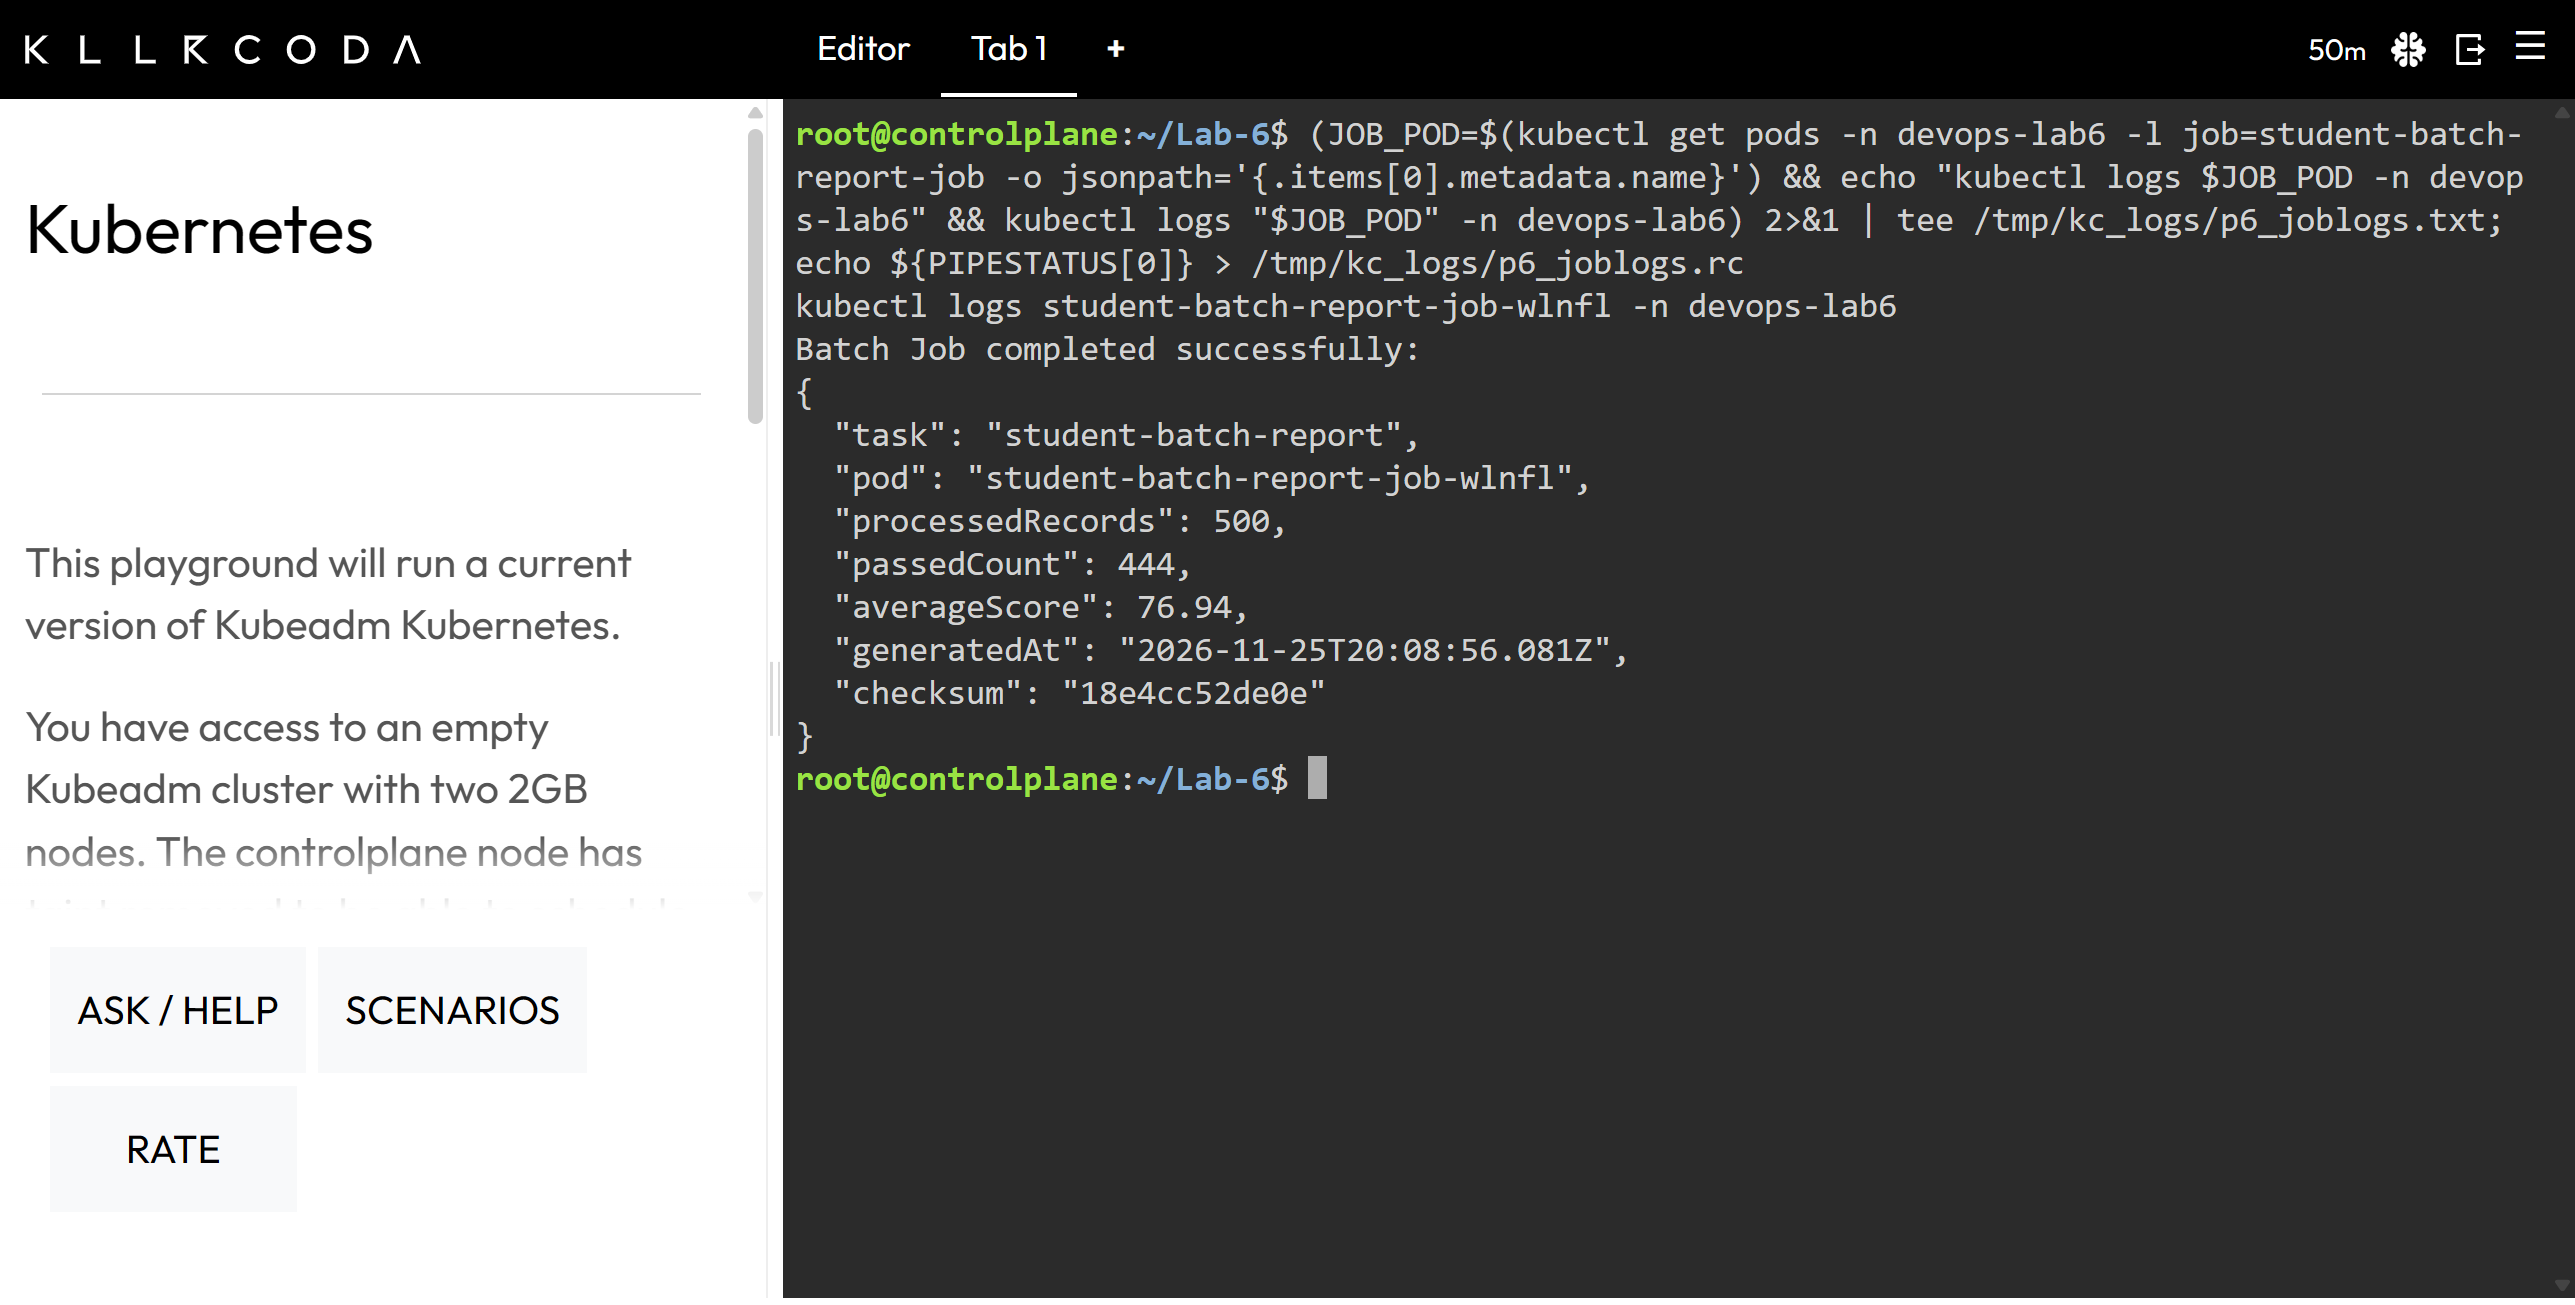 KILLERCODA
Editor
Tab 1
+
50m
Kubernetes
This playground will run a current
version of Kubeadm Kubernetes.
You have access to an empty
Kubeadm cluster with two 2GB
nodes. The controlplane node has
ASK / HELP
SCENARIOS
RATE
root@controlplane:~/Lab-6$ (JOB_POD=$(kubectl get pods -n devops-lab6 -l job=student-batch-
report-job -o jsonpath='{.items[0].metadata.name}') && echo "kubectl logs $JOB_POD -n devop
s-lab6" && kubectl logs "$JOB_POD" -n devops-lab6) 2>&1 | tee /tmp/kc_logs/p6_joblogs.txt;
echo ${PIPESTATUS[0]} > /tmp/kc_logs/p6_joblogs.rc
kubectl logs student-batch-report-job-wlnfl -n devops-lab6
Batch Job completed successfully:
{
  "task": "student-batch-report",
  "pod": "student-batch-report-job-wlnfl",
  "processedRecords": 500,
  "passedCount": 444,
  "averageScore": 76.94,
  "generatedAt": "2026-11-25T20:08:56.081Z",
  "checksum": "18e4cc52de0e"
}
root@controlplane:~/Lab-6$